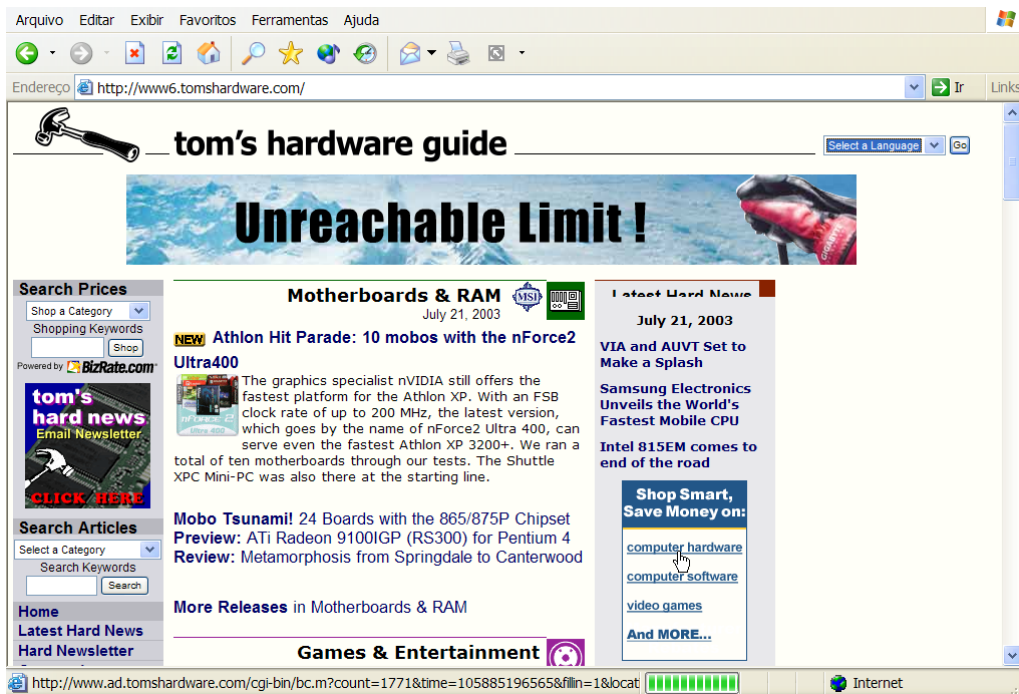 Arquivo Editar Exibir Favoritos Ferramentas Ajuda
Endereço http://www6.tomshardware.com/ Ir Links
tom's hardware guide
Select a Language Go
Unreachable Limit !
GIGABYTE
Search Prices
Shop a Category
Shopping Keywords
Shop
Powered by BizRate.com
tom's
hard news
Email Newsletter
CLICK HERE
Search Articles
Select a Category
Search Keywords
Search
Home
Latest Hard News
Hard Newsletter
Motherboards & RAM
MSI
July 21, 2003
NEW Athlon Hit Parade: 10 mobos with the nForce2
Ultra400
nFORCE 2
Ultra 400
The graphics specialist nVIDIA still offers the
fastest platform for the Athlon XP. With an FSB
clock rate of up to 200 MHz, the latest version,
which goes by the name of nForce2 Ultra 400, can
serve even the fastest Athlon XP 3200+. We ran a
total of ten motherboards through our tests. The Shuttle
XPC Mini-PC was also there at the starting line.
Mobo Tsunami! 24 Boards with the 865/875P Chipset
Preview: ATi Radeon 9100IGP (RS300) for Pentium 4
Review: Metamorphosis from Springdale to Canterwood
More Releases in Motherboards & RAM
Games & Entertainment
Latest Hard News
July 21, 2003
VIA and AUVT Set to
Make a Splash
Samsung Electronics
Unveils the World's
Fastest Mobile CPU
Intel 815EM comes to
end of the road
Shop Smart,
Save Money on:
computer hardware
computer software
video games
And MORE...
http://www.ad.tomshardware.com/cgi-bin/bc.m?count=1771&time=105885196565&filin=1&locat Internet